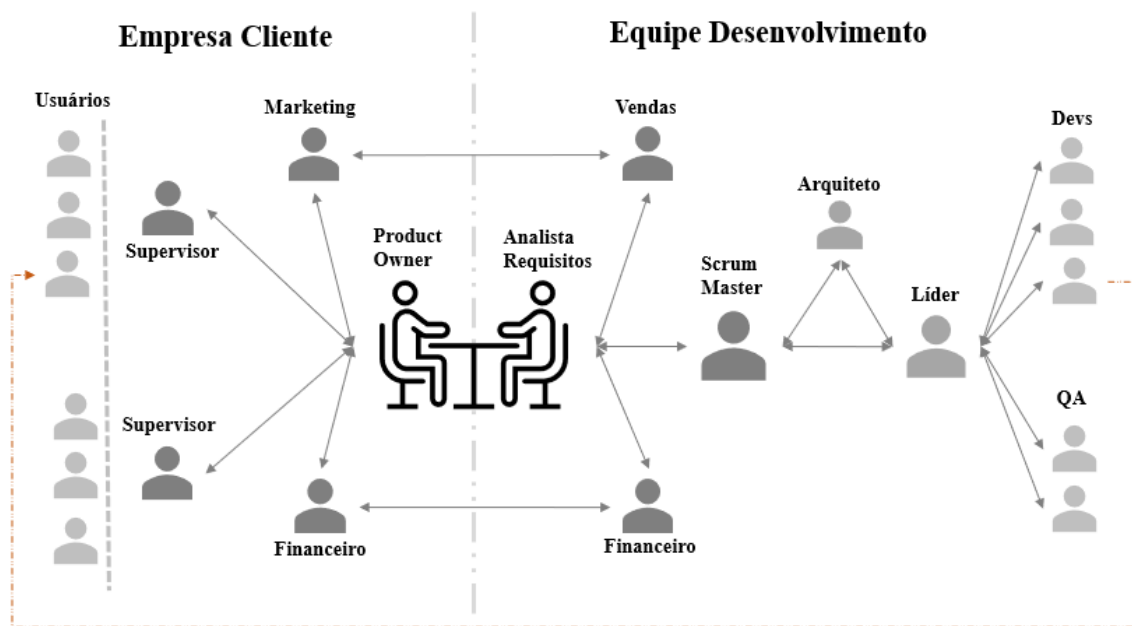 Empresa Cliente
Equipe Desenvolvimento
Usuários
Marketing
Vendas
Devs
Arquiteto
Supervisor
Product
Owner
Analista
Requisitos
Scrum
Master
Líder
Supervisor
QA
Financeiro
Financeiro